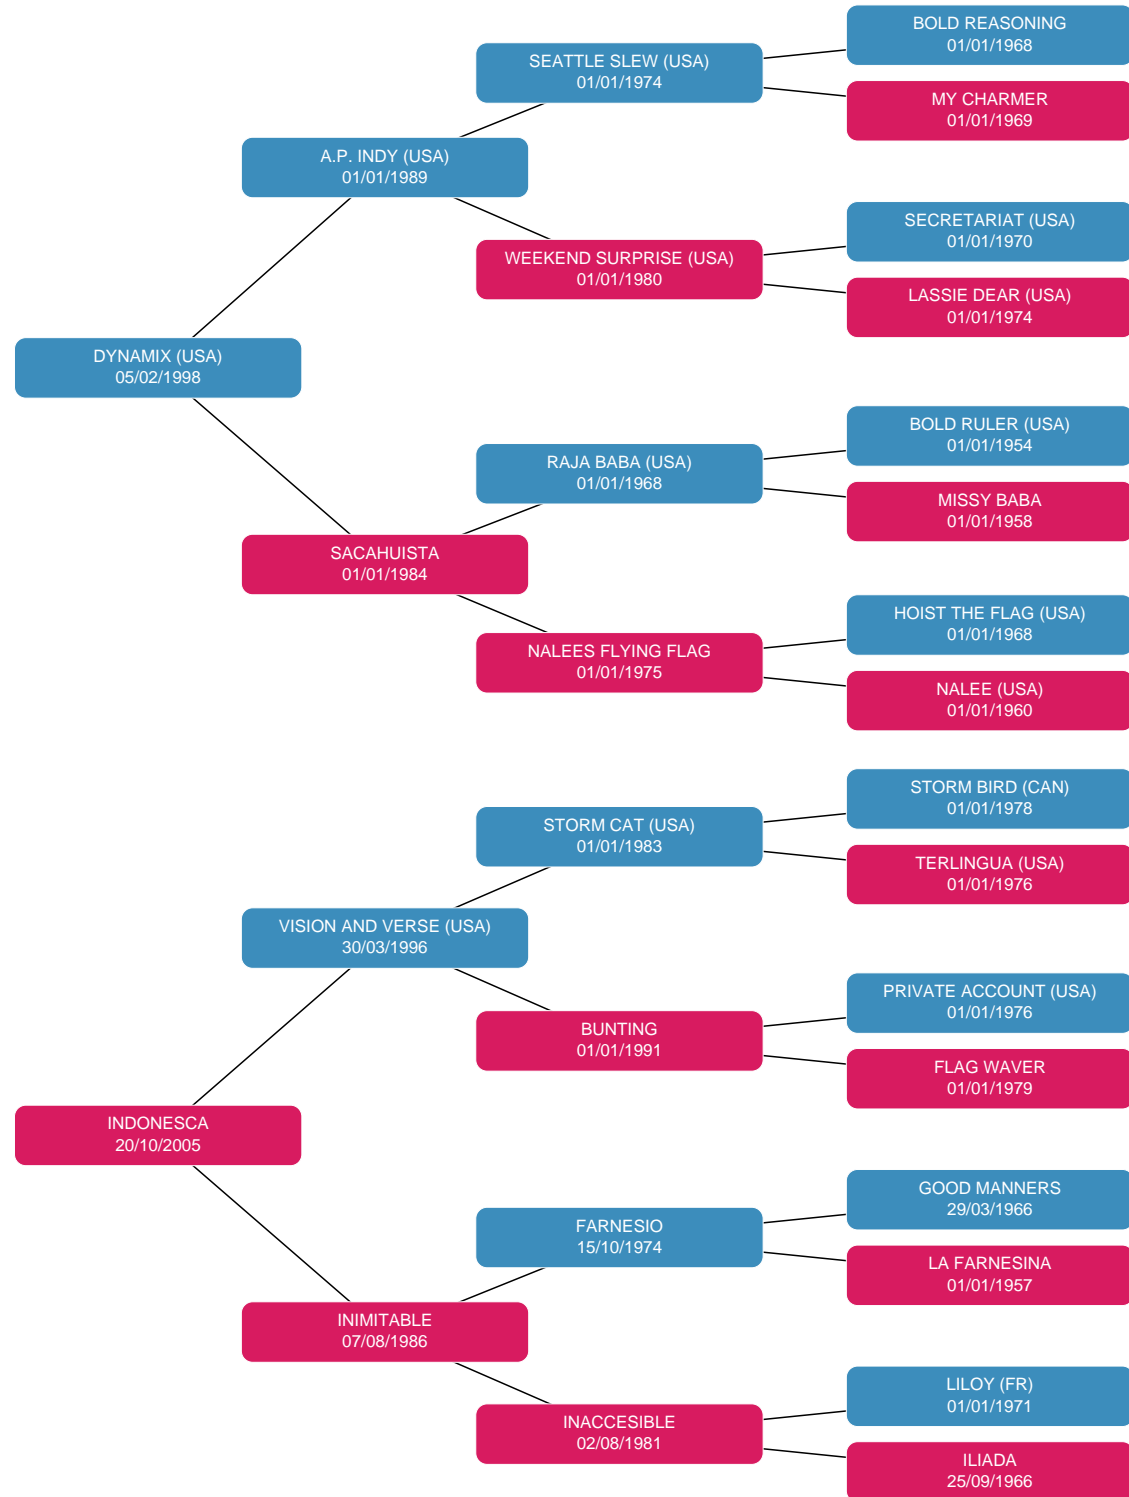 BOLD REASONING
01/01/1968
SEATTLE SLEW (USA)
01/01/1974
MY CHARMER
01/01/1969
A.P. INDY (USA)
01/01/1989
SECRETARIAT (USA)
01/01/1970
WEEKEND SURPRISE (USA)
01/01/1980
LASSIE DEAR (USA)
01/01/1974
DYNAMIX (USA)
05/02/1998
BOLD RULER (USA)
01/01/1954
RAJA BABA (USA)
01/01/1968
MISSY BABA
01/01/1958
SACAHUISTA
01/01/1984
HOIST THE FLAG (USA)
01/01/1968
NALEES FLYING FLAG
01/01/1975
NALEE (USA)
01/01/1960
STORM BIRD (CAN)
01/01/1978
STORM CAT (USA)
01/01/1983
TERLINGUA (USA)
01/01/1976
VISION AND VERSE (USA)
30/03/1996
PRIVATE ACCOUNT (USA)
01/01/1976
BUNTING
01/01/1991
FLAG WAVER
01/01/1979
INDONESCA
20/10/2005
GOOD MANNERS
29/03/1966
FARNESIO
15/10/1974
LA FARNESINA
01/01/1957
INIMITABLE
07/08/1986
LILOY (FR)
01/01/1971
INACCESIBLE
02/08/1981
ILIADA
25/09/1966